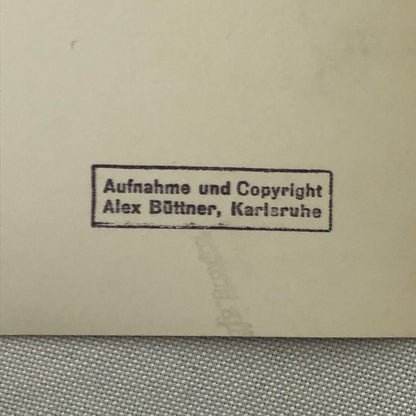 Aufnahme und Copyright
Alex Büttner, Karlsruhe